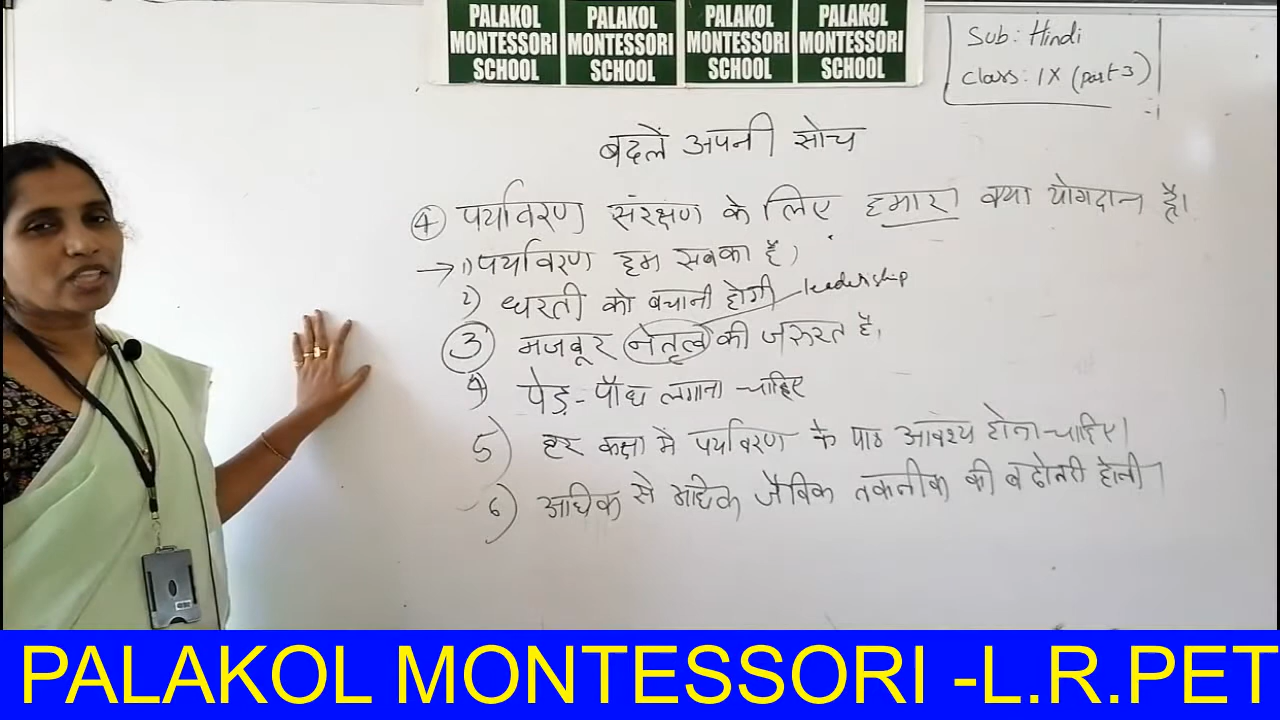 PALAKOL MONTESSORI SCHOOL
PALAKOL MONTESSORI SCHOOL
PALAKOL MONTESSORI SCHOOL
PALAKOL MONTESSORI SCHOOL
Sub: Hindi
Class: IX (part-3)
बदलें अपनी सोच
④ पर्यावरण संरक्षण के लिए हमारा क्या योगदान है।
→ 1) पर्यावरण हम सबका है।
2) धरती को बचानी होगी leadership
③ मजबूर नेतृत्व की जरुरत है।
4) पेड़-पौध लगाना चाहिए
5) हर कक्षा में पर्यावरण के पाठ आवश्य होना चाहिए।
6) अधिक से अधिक जैविक तकनीक की बढोतरी होनी
PALAKOL MONTESSORI -L.R.PET